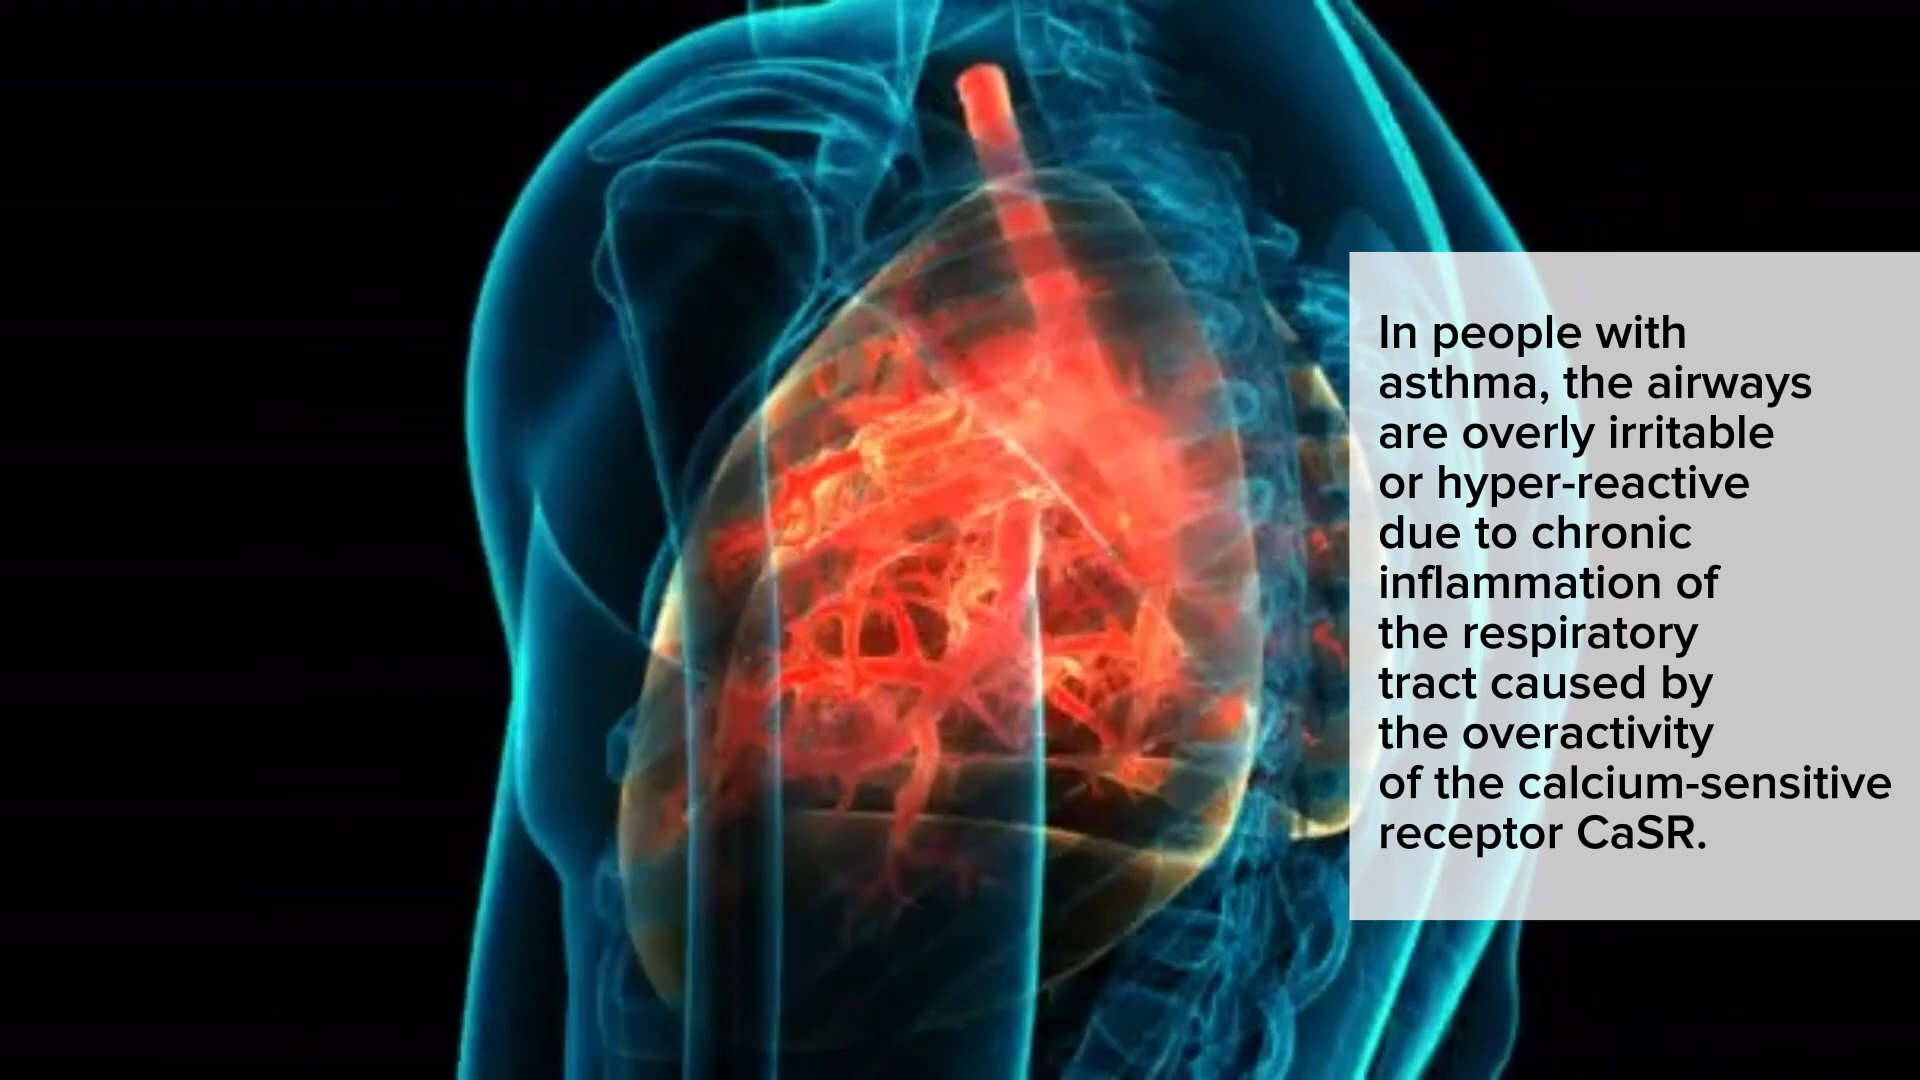 In people with
asthma, the airways
are overly irritable
or hyper-reactive
due to chronic
inflammation of
the respiratory
tract caused by
the overactivity
of the calcium-sensitive
receptor CaSR.